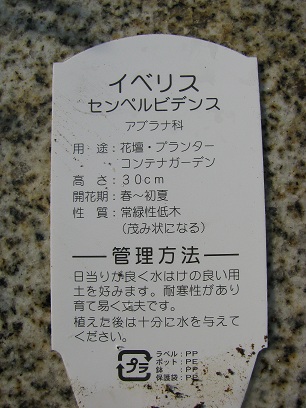 イベリス
センペルビデンス
アブラナ科
用　途：花壇・プランター
・コンテナガーデン
高　さ：３０ｃｍ
開花期：春～初夏
性　質：常緑性低木
（茂み状になる）
管理方法
日当りが良く水はけの良い用
土を好みます。耐寒性があり
育て易く丈夫です。
植えた後は十分に水を与えて
ください。
プラ
ラベル：PP
ポット：PE
鉢　：PP
保護袋：PE